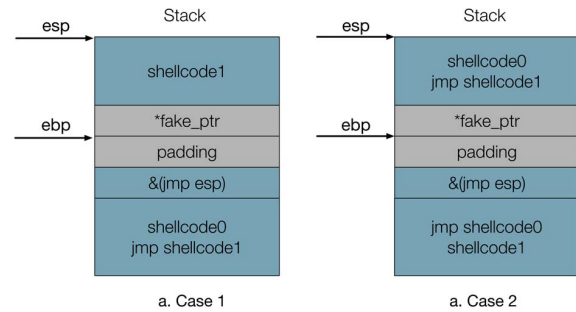 Stack
esp
shellcode1
*fake_ptr
ebp
padding
&(jmp esp)
shellcode0
jmp shellcode1
a. Case 1
Stack
esp
shellcode0
jmp shellcode1
*fake_ptr
ebp
padding
&(jmp esp)
jmp shellcode0
shellcode1
a. Case 2